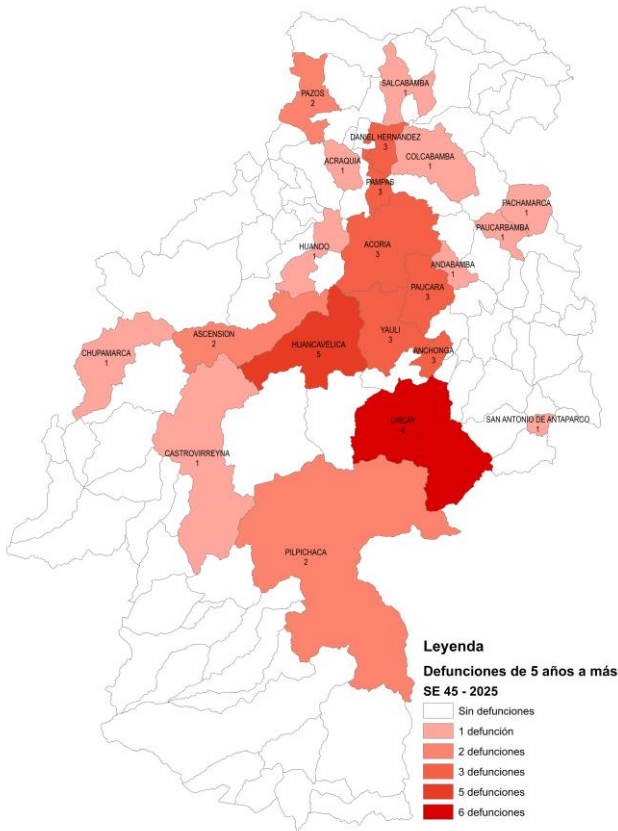 SALCABAMBA
1
PAZOS
2
DANIEL HERNANDEZ
3
ACRAQUIA
1
COLCABAMBA
1
PAMPAS
3
PACHAMARCA
1
PAUCARBAMBA
1
HUANDO
1
ACORIA
3
ANDABAMBA
1
PAUCARA
3
ASCENSION
2
YAULI
3
HUANCAVELICA
5
CHUPAMARCA
1
ANCHONGA
3
LIRCAY
6
SAN ANTONIO DE ANTAPARCO
1
CASTROVIRREYNA
1
PILPICHACA
2
Leyenda
Defunciones de 5 años a más
SE 45 - 2025
Sin defunciones
1 defunción
2 defunciones
3 defunciones
5 defunciones
6 defunciones